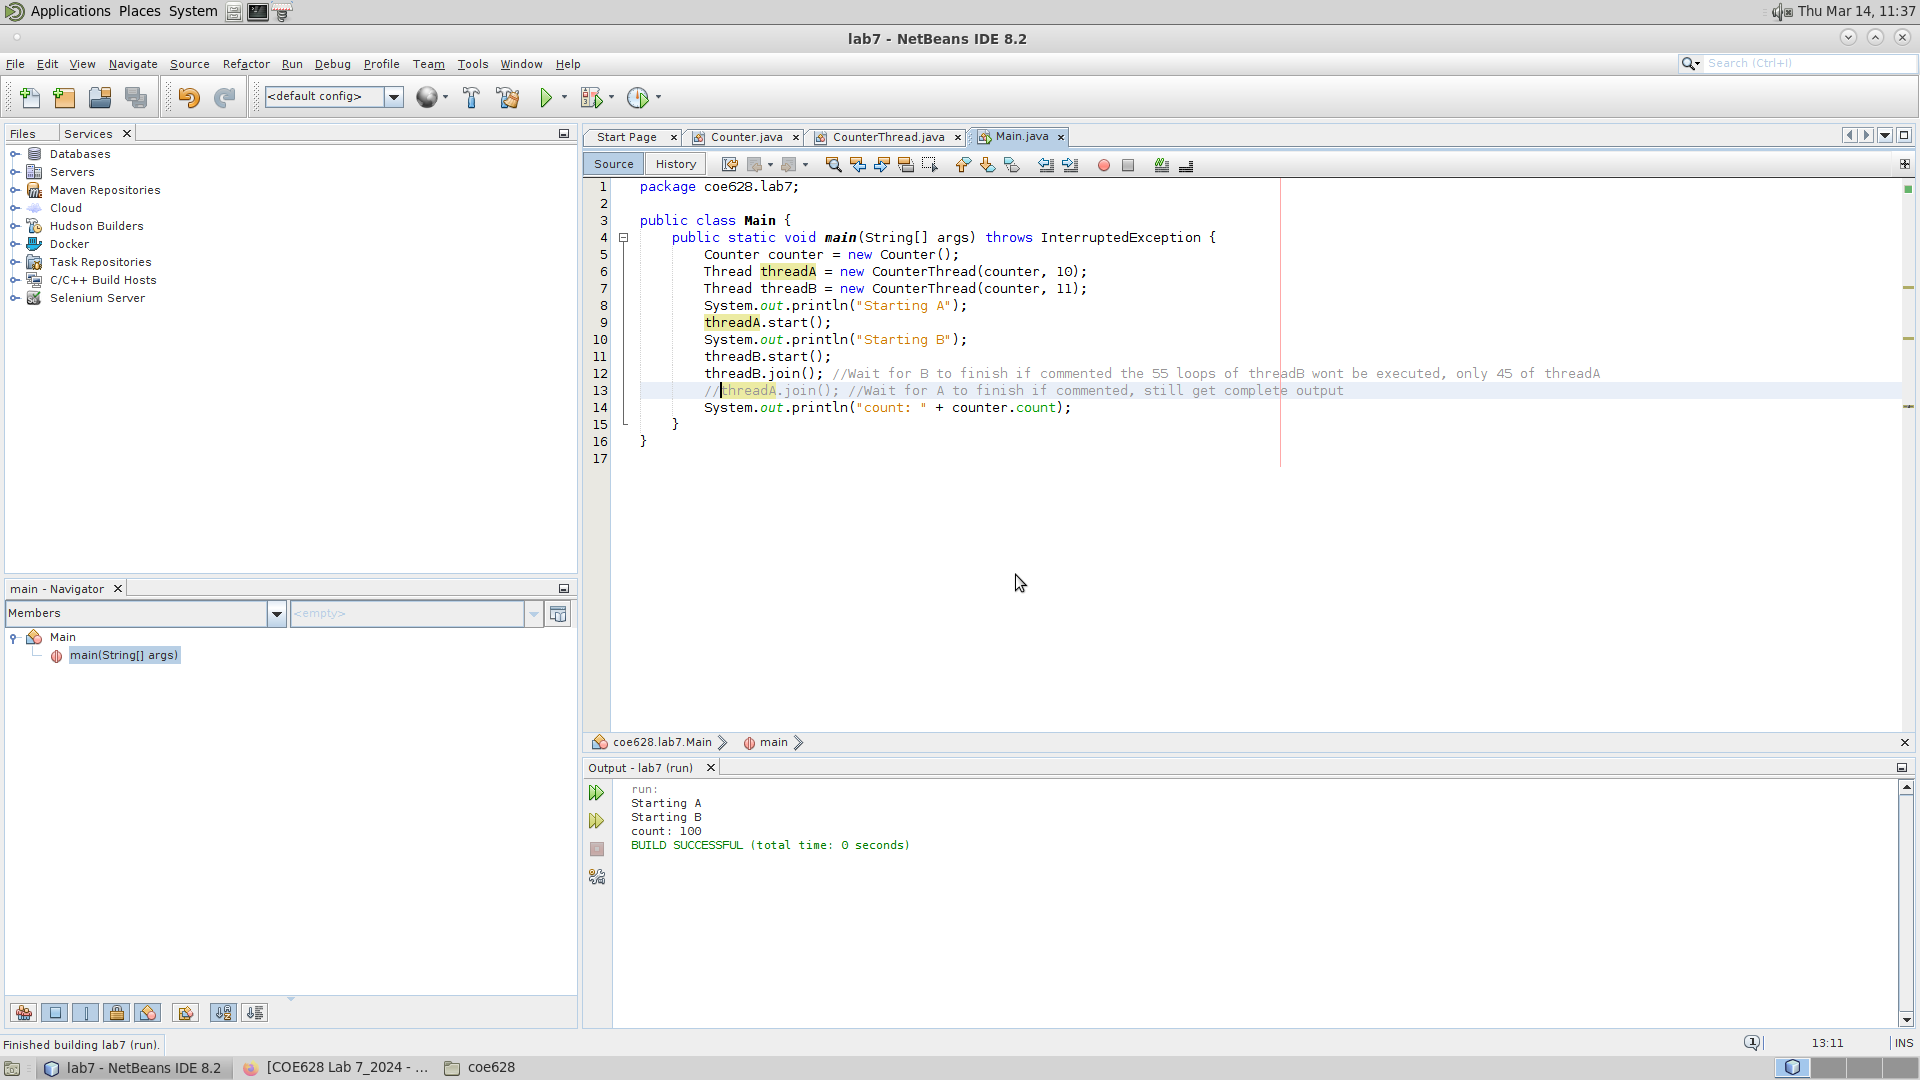 Applications Places System
Thu Mar 14, 11:37
lab7 - NetBeans IDE 8.2
File Edit View Navigate Source Refactor Run Debug Profile Team Tools Window Help
Search (Ctrl+I)
<default config>
Files Services
Databases
Servers
Maven Repositories
Cloud
Hudson Builders
Docker
Task Repositories
C/C++ Build Hosts
Selenium Server
main - Navigator
Members <empty>
Main
main(String[] args)
Start Page Counter.java CounterThread.java Main.java
Source History
1 package coe628.lab7;
2
3 public class Main {
4 public static void main(String[] args) throws InterruptedException {
5 Counter counter = new Counter();
6 Thread threadA = new CounterThread(counter, 10);
7 Thread threadB = new CounterThread(counter, 11);
8 System.out.println("Starting A");
9 threadA.start();
10 System.out.println("Starting B");
11 threadB.start();
12 threadB.join(); //Wait for B to finish if commented the 55 loops of threadB wont be executed, only 45 of threadA
13 //threadA.join(); //Wait for A to finish if commented, still get complete output
14 System.out.println("count: " + counter.count);
15 }
16 }
17
coe628.lab7.Main main
Output - lab7 (run)
run:
Starting A
Starting B
count: 100
BUILD SUCCESSFUL (total time: 0 seconds)
Finished building lab7 (run).
1 13:11 INS
lab7 - NetBeans IDE 8.2 [COE628 Lab 7_2024 - ... coe628